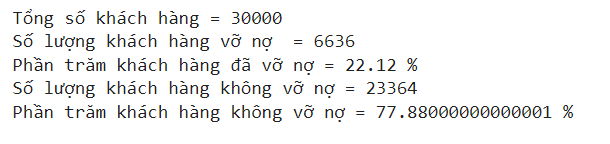 Tổng số khách hàng = 30000
Số lượng khách hàng vỡ nợ  = 6636
Phần trăm khách hàng đã vỡ nợ = 22.12 %
Số lượng khách hàng không vỡ nợ = 23364
Phần trăm khách hàng không vỡ nợ = 77.88000000000001 %